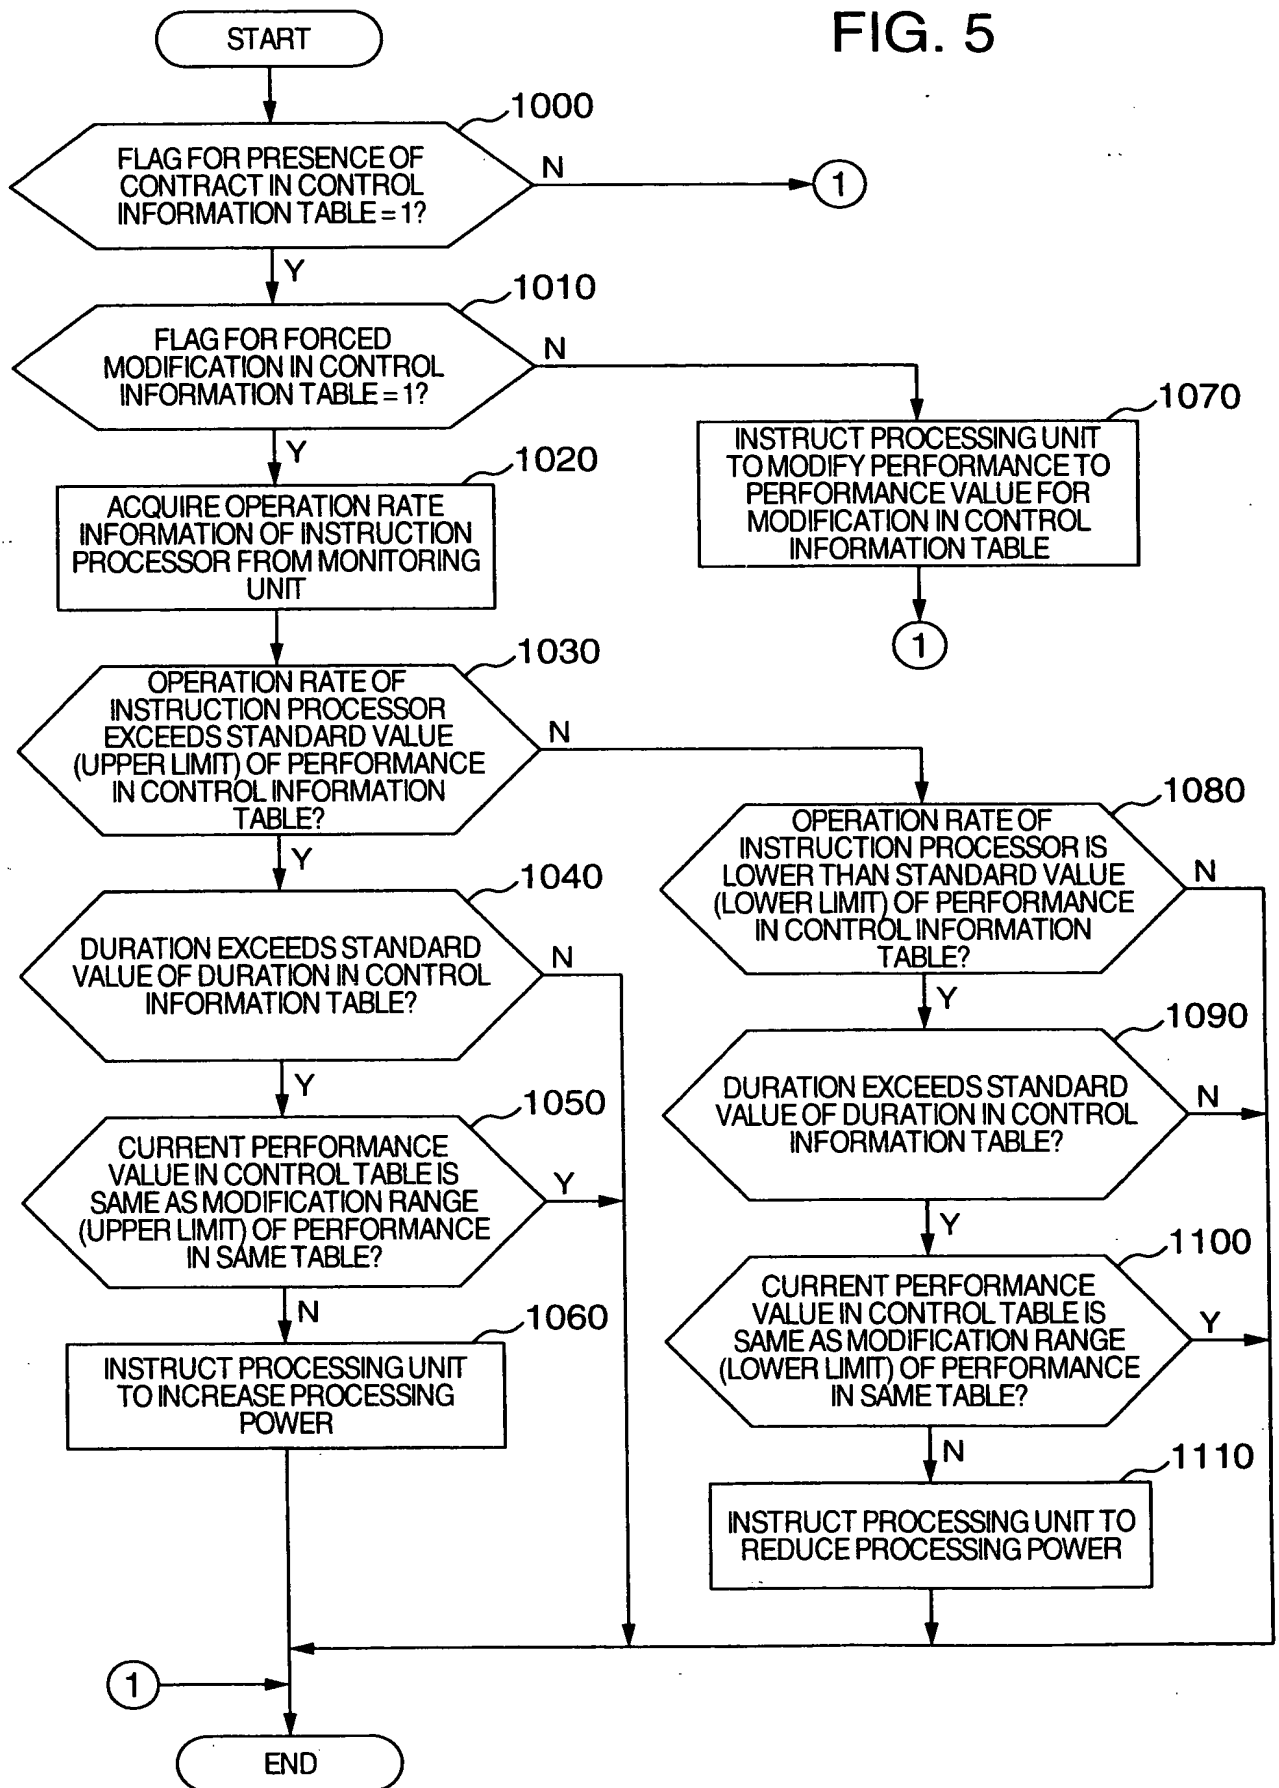 FIG. 5
START
1000
FLAG FOR PRESENCE OF
CONTRACT IN CONTROL
INFORMATION TABLE = 1?
N
1
Y
1010
FLAG FOR FORCED
MODIFICATION IN CONTROL
INFORMATION TABLE = 1?
N
Y
1070
INSTRUCT PROCESSING UNIT
TO MODIFY PERFORMANCE TO
PERFORMANCE VALUE FOR
MODIFICATION IN CONTROL
INFORMATION TABLE
1
1020
ACQUIRE OPERATION RATE
INFORMATION OF INSTRUCTION
PROCESSOR FROM MONITORING
UNIT
1030
OPERATION RATE OF
INSTRUCTION PROCESSOR
EXCEEDS STANDARD VALUE
(UPPER LIMIT) OF PERFORMANCE
IN CONTROL INFORMATION
TABLE?
N
Y
1040
DURATION EXCEEDS STANDARD
VALUE OF DURATION IN CONTROL
INFORMATION TABLE?
N
Y
1050
CURRENT PERFORMANCE
VALUE IN CONTROL TABLE IS
SAME AS MODIFICATION RANGE
(UPPER LIMIT) OF PERFORMANCE
IN SAME TABLE?
Y
N
1060
INSTRUCT PROCESSING UNIT
TO INCREASE PROCESSING
POWER
1080
OPERATION RATE OF
INSTRUCTION PROCESSOR IS
LOWER THAN STANDARD VALUE
(LOWER LIMIT) OF PERFORMANCE
IN CONTROL INFORMATION
TABLE?
N
Y
1090
DURATION EXCEEDS STANDARD
VALUE OF DURATION IN CONTROL
INFORMATION TABLE?
N
Y
1100
CURRENT PERFORMANCE
VALUE IN CONTROL TABLE IS
SAME AS MODIFICATION RANGE
(LOWER LIMIT) OF PERFORMANCE
IN SAME TABLE?
Y
N
1110
INSTRUCT PROCESSING UNIT TO
REDUCE PROCESSING POWER
1
END